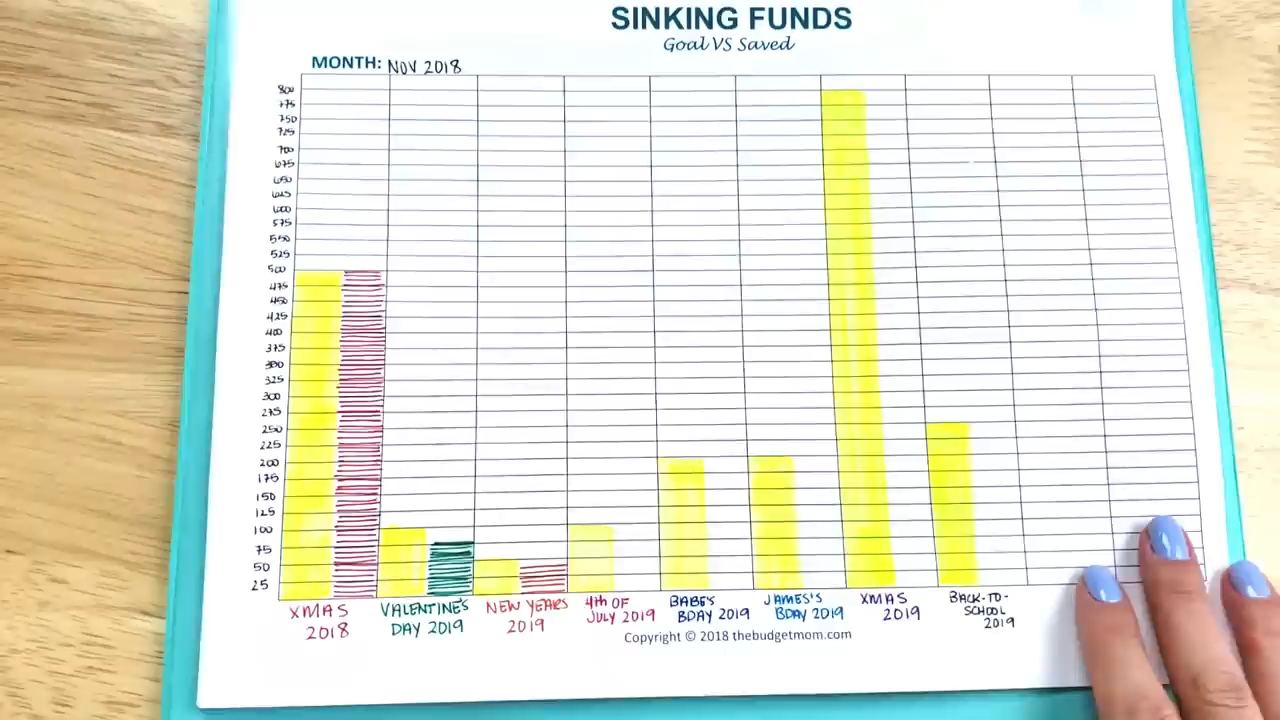 SINKING FUNDS
Goal VS Saved
MONTH: NOV 2018
800
775
750
725
700
675
650
625
600
575
550
525
500
475
450
425
400
375
350
325
300
275
250
225
200
175
150
125
100
75
50
25
XMAS
2018
VALENTINE'S
DAY 2019
NEW YEARS
2019
4th OF
JULY 2019
BABE'S
BDAY 2019
JAMES'S
BDAY 2019
XMAS
2019
BACK-TO-
SCHOOL
2019
Copyright © 2018 thebudgetmom.com